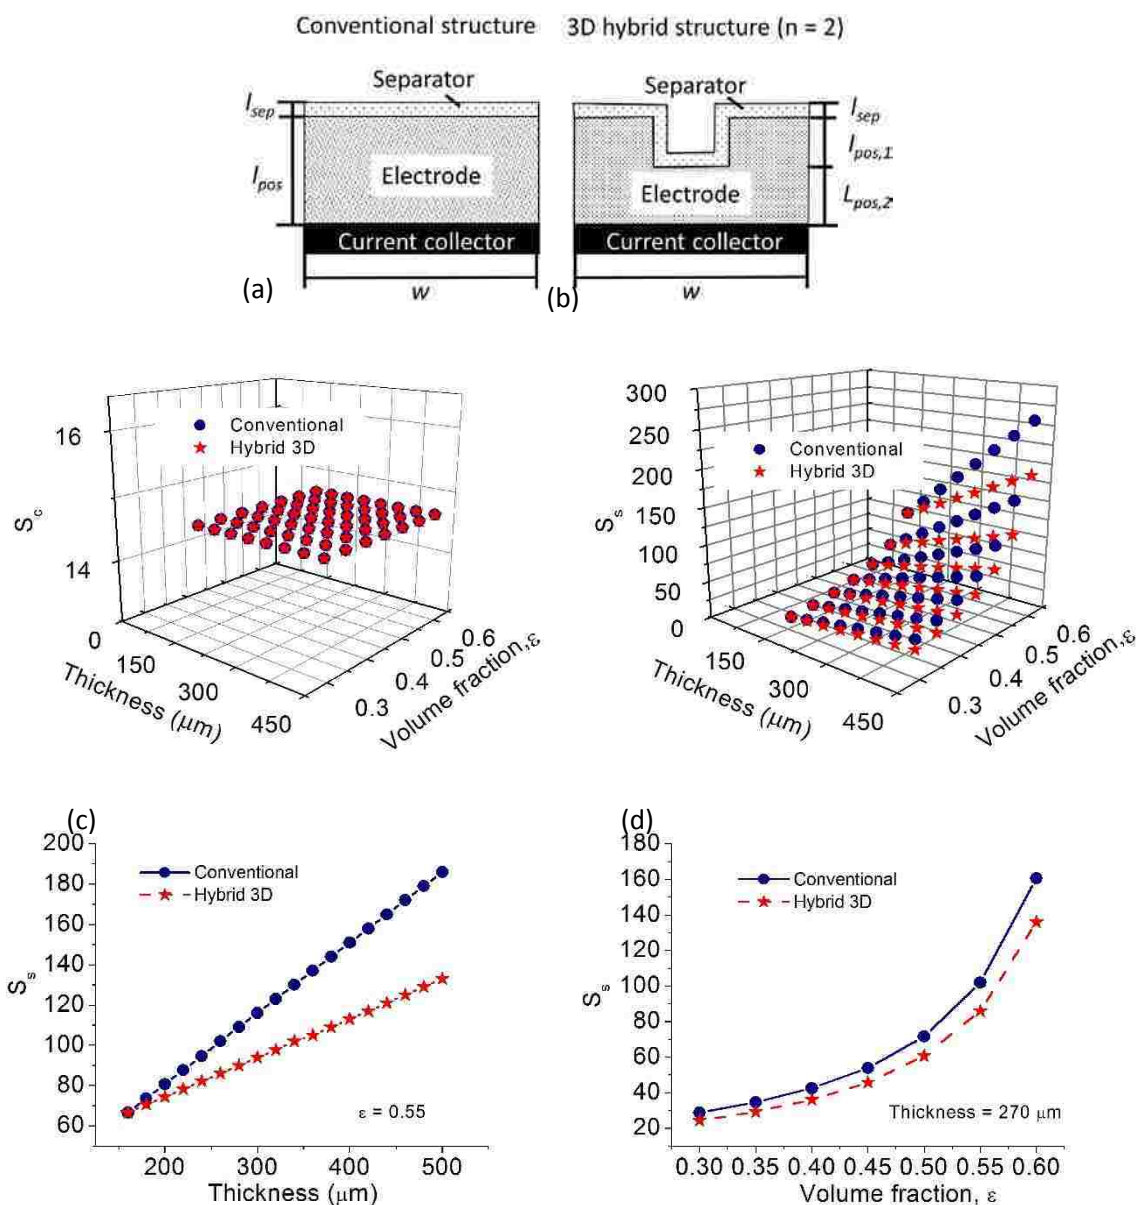 Conventional structure 3D hybrid structure (n = 2)
Separator Separator
l_sep l_sep
l_pos l_pos,1
Electrode Electrode L_pos,2
Current collector Current collector
(a) w (b) w
16
Conventional
Hybrid 3D
S_c
14
0
150
300
450
Thickness (μm)
0.3
0.4
0.5
0.6
Volume fraction,ε
300
250
200
150
100
50
0
Conventional
Hybrid 3D
S_s
150
300
450
Thickness (μm)
0.3
0.4
0.5
0.6
Volume fraction,ε
(c) (d)
200
180
160
140
120
100
80
60
S_s
Conventional
Hybrid 3D
ε = 0.55
200 300 400 500
Thickness (μm)
180
160
140
120
100
80
60
40
20
S_s
Conventional
Hybrid 3D
Thickness = 270 μm
0.30 0.35 0.40 0.45 0.50 0.55 0.60
Volume fraction, ε